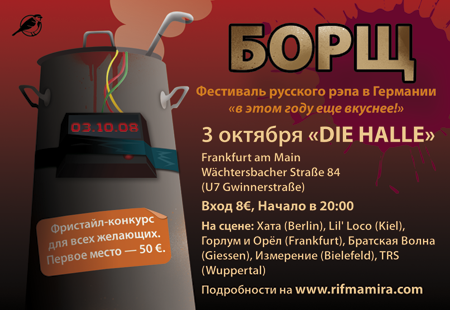 БОРЩ
Фестиваль русского рэпа в Германии
«в этом году еще вкуснее!»
3 октября «DIE HALLE»
Frankfurt am Main
Wächtersbacher Straße 84
(U7 Gwinnerstraße)
Вход 8€, Начало в 20:00
На сцене: Хата (Berlin), Lil' Loco (Kiel),
Горлум и Орёл (Frankfurt), Братская Волна
(Giessen), Измерение (Bielefeld), TRS
(Wuppertal)
Подробности на www.rifmamira.com
03.10.08
Фристайл-конкурс
для всех желающих.
Первое место — 50 €.